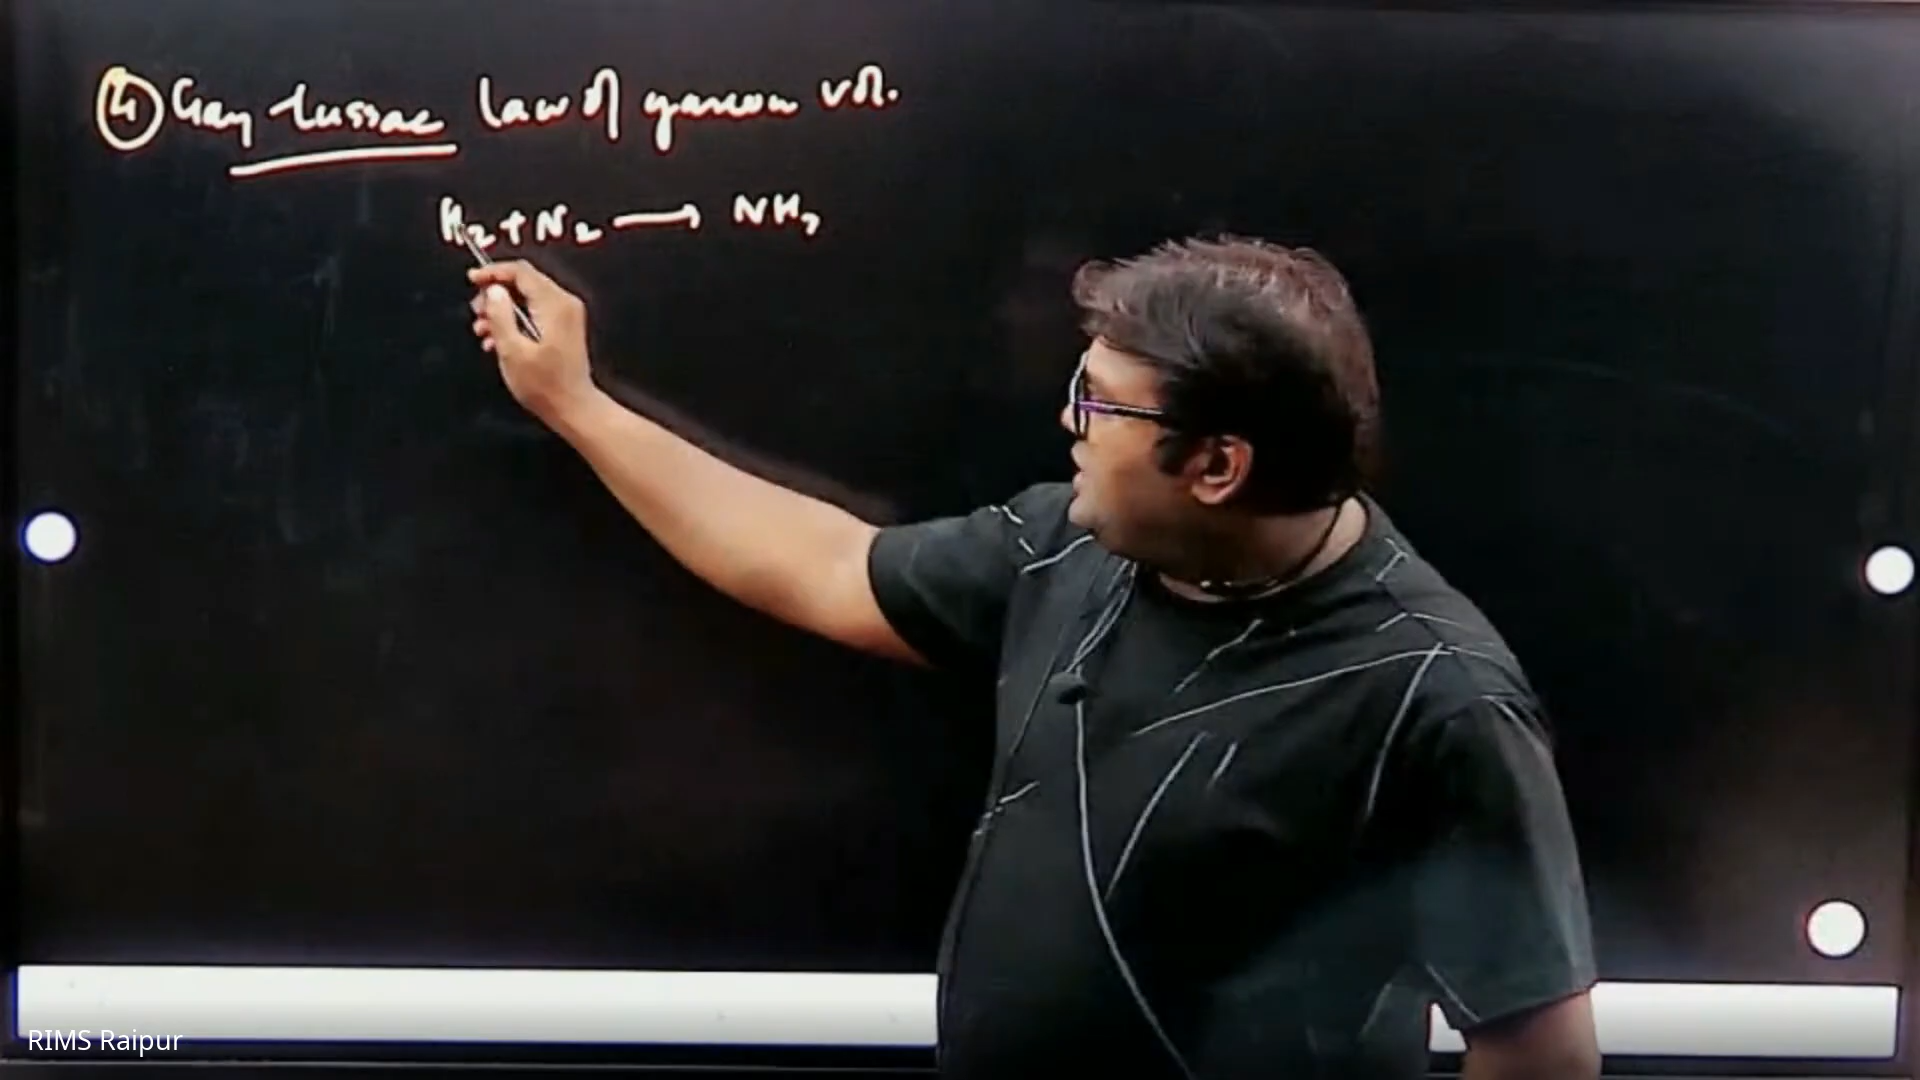 ④ Gay lussac law of gaseous vol.
H₂ + N₂ ⟶ NH₃
RIMS Raipur